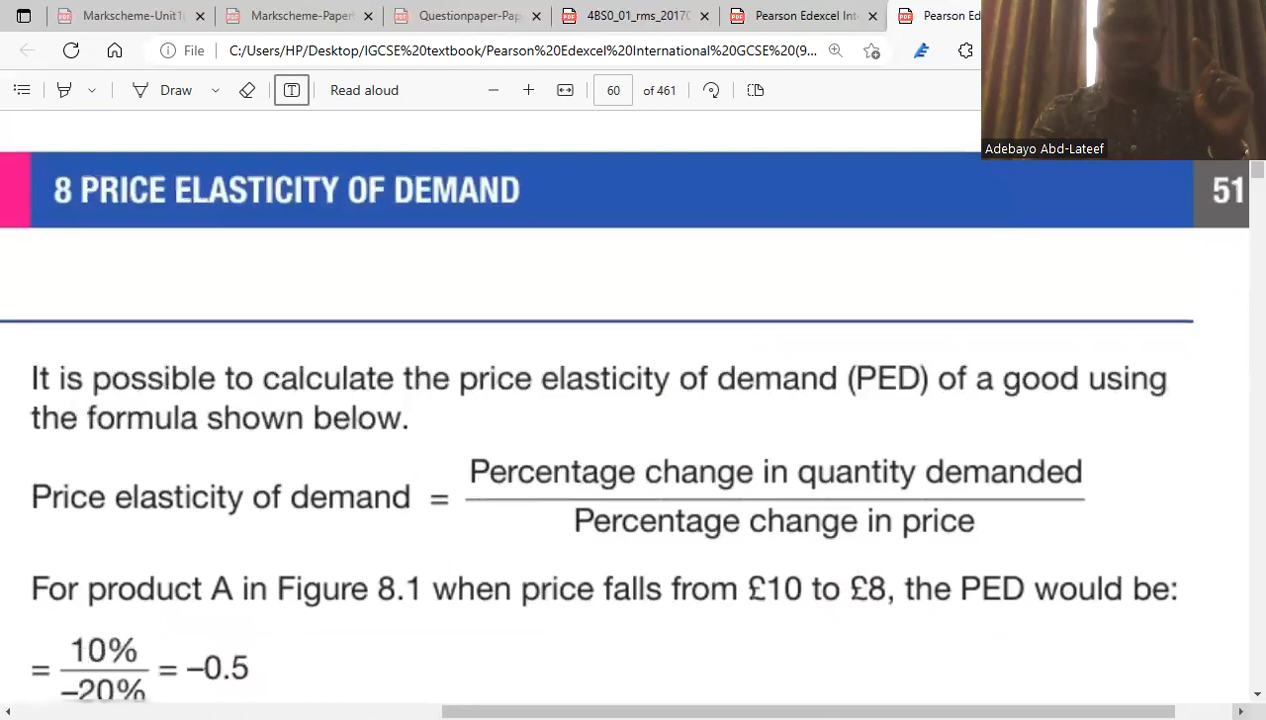 Markscheme-Unit1(
Markscheme-Paper
Questionpaper-Pap
4BS0_01_rms_20170
Pearson Edexcel Int
Pearson Ed
File
C:/Users/HP/Desktop/IGCSE%20textbook/Pearson%20Edexcel%20International%20GCSE%20(9...
Draw
T
Read aloud
60
of 461
Adebayo Abd-Lateef
8 PRICE ELASTICITY OF DEMAND
51
It is possible to calculate the price elasticity of demand (PED) of a good using
the formula shown below.
Price elasticity of demand = Percentage change in quantity demanded
Percentage change in price
For product A in Figure 8.1 when price falls from £10 to £8, the PED would be:
= 10% = –0.5
–20%